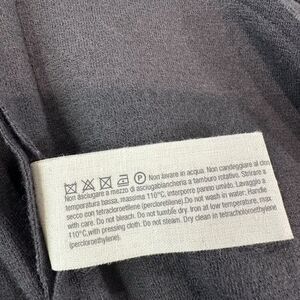 P Non lavare in acqua. Non candeggiare al cloro
Non asciugare a mezzo di asciugabiancheria a tamburo rotativo. Stirare a
temperatura bassa, massima 110°C, interporre panno umido. Lavaggio a
secco con tetracloroetilene (percloretilene).Do not wash in water. Handle
with care. Do not bleach. Do not tumble dry. Iron at low temperature, max
110°C,with pressing cloth. Do not steam. Dry clean in tetrachloroethylene
(percloroethylene).